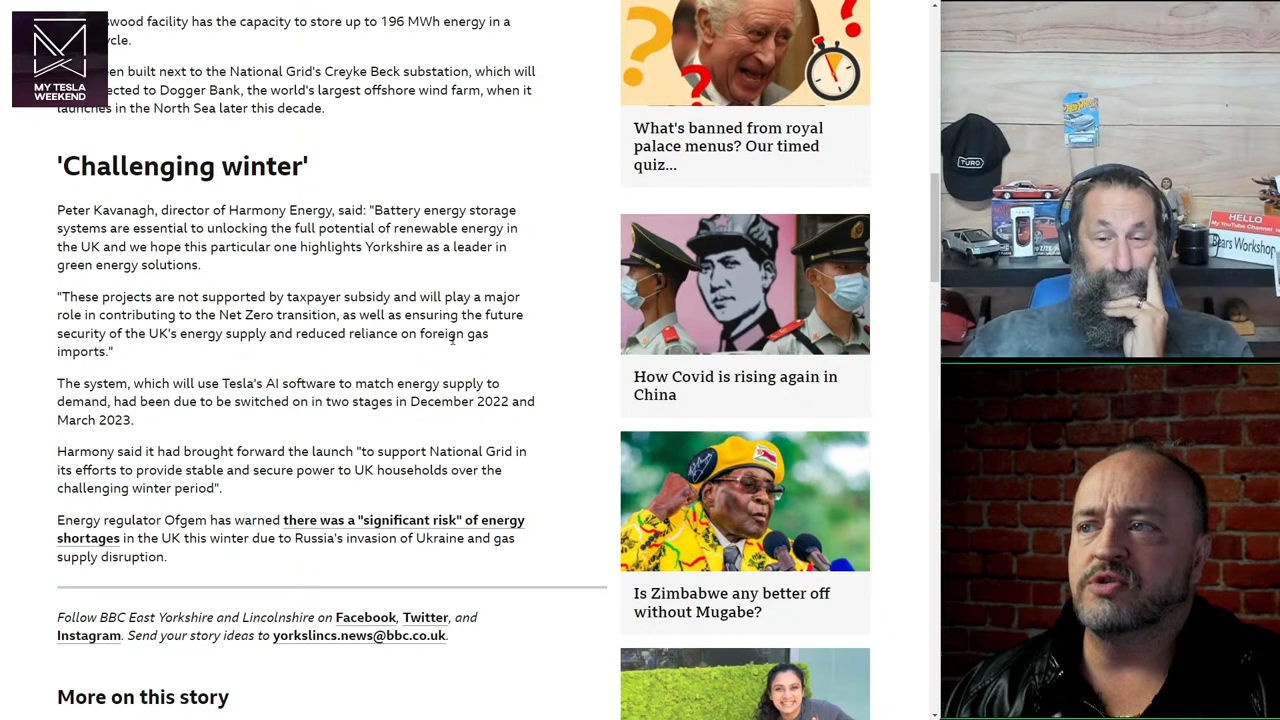 swood facility has the capacity to store up to 196 MWh energy in a
cycle.
MY TESLA
WEEKEND
en built next to the National Grid's Creyke Beck substation, which will
ected to Dogger Bank, the world's largest offshore wind farm, when it
launches in the North Sea later this decade.
'Challenging winter'
Peter Kavanagh, director of Harmony Energy, said: "Battery energy storage
systems are essential to unlocking the full potential of renewable energy in
the UK and we hope this particular one highlights Yorkshire as a leader in
green energy solutions.
"These projects are not supported by taxpayer subsidy and will play a major
role in contributing to the Net Zero transition, as well as ensuring the future
security of the UK's energy supply and reduced reliance on foreign gas
imports."
The system, which will use Tesla's AI software to match energy supply to
demand, had been due to be switched on in two stages in December 2022 and
March 2023.
Harmony said it had brought forward the launch "to support National Grid in
its efforts to provide stable and secure power to UK households over the
challenging winter period".
Energy regulator Ofgem has warned there was a "significant risk" of energy
shortages in the UK this winter due to Russia's invasion of Ukraine and gas
supply disruption.
Follow BBC East Yorkshire and Lincolnshire on Facebook, Twitter, and
Instagram. Send your story ideas to yorkslincs.news@bbc.co.uk.
More on this story
What's banned from royal
palace menus? Our timed
quiz...
How Covid is rising again in
China
Is Zimbabwe any better off
without Mugabe?
Hot Wheels
TURO
HELLO
My YouTube Channel is
Bears Workshop